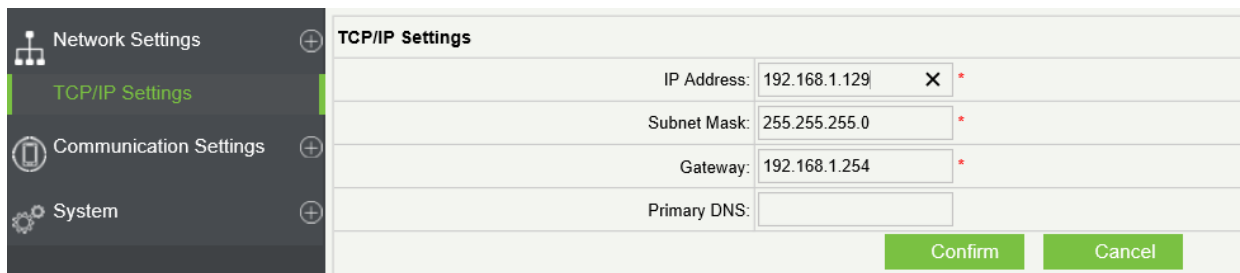 Network Settings
TCP/IP Settings
Communication Settings
System
TCP/IP Settings
IP Address: 192.168.1.129 *
Subnet Mask: 255.255.255.0 *
Gateway: 192.168.1.254 *
Primary DNS:
Confirm Cancel